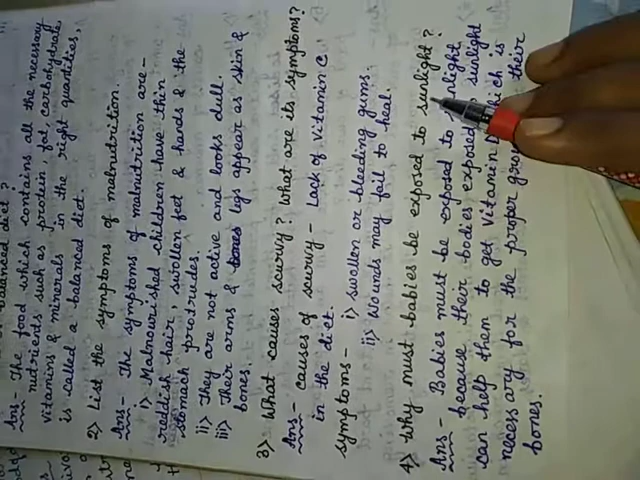 balanced diet?
Ans- The food which contains all the necessary
nutrients such as protein, fat, carbohydrate
vitamins & minerals in the right quantities,
is called a balanced diet.
2) List the symptoms of malnutrition.
Ans- The symptoms of malnutrition are-
i) Malnourished children have thin
reddish hair, swollen feet & hands & the
stomach protrudes.
ii) They are not active and looks dull.
iii) Their arms & legs appear as skin &
bones.
3) What causes scurvy? What are its symptoms?
Ans- causes of scurvy- Lack of Vitamin C
in the diet.
symptoms- i) swollen or bleeding gums.
ii) Wounds may fail to heal.
4) Why must babies be exposed to sunlight?
Ans- Babies must be exposed to
because their bodies exposed sunlight
can help them to get Vitamin D which is
necessary for the proper their
bones.